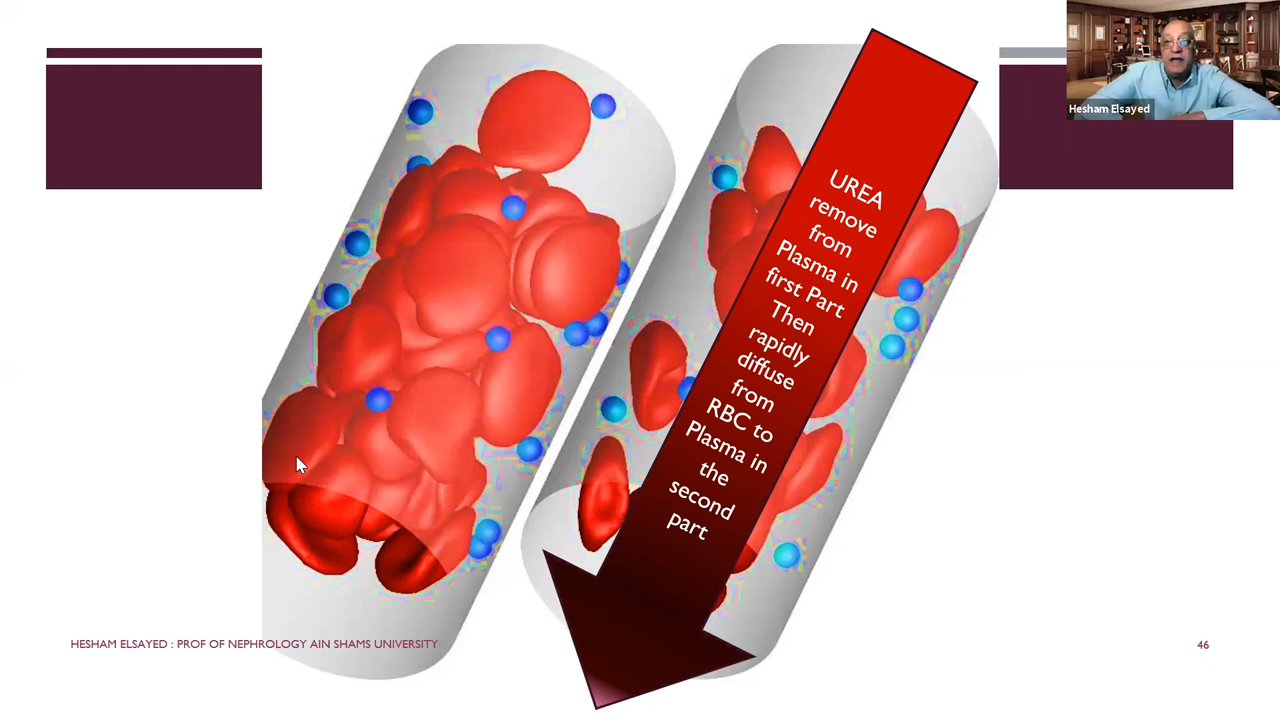 Hesham Elsayed
UREA
remove
from
Plasma in
first Part
Then
rapidly
diffuse
from
RBC to
Plasma in
the
second
part
HESHAM ELSAYED : PROF OF NEPHROLOGY AIN SHAMS UNIVERSITY
46